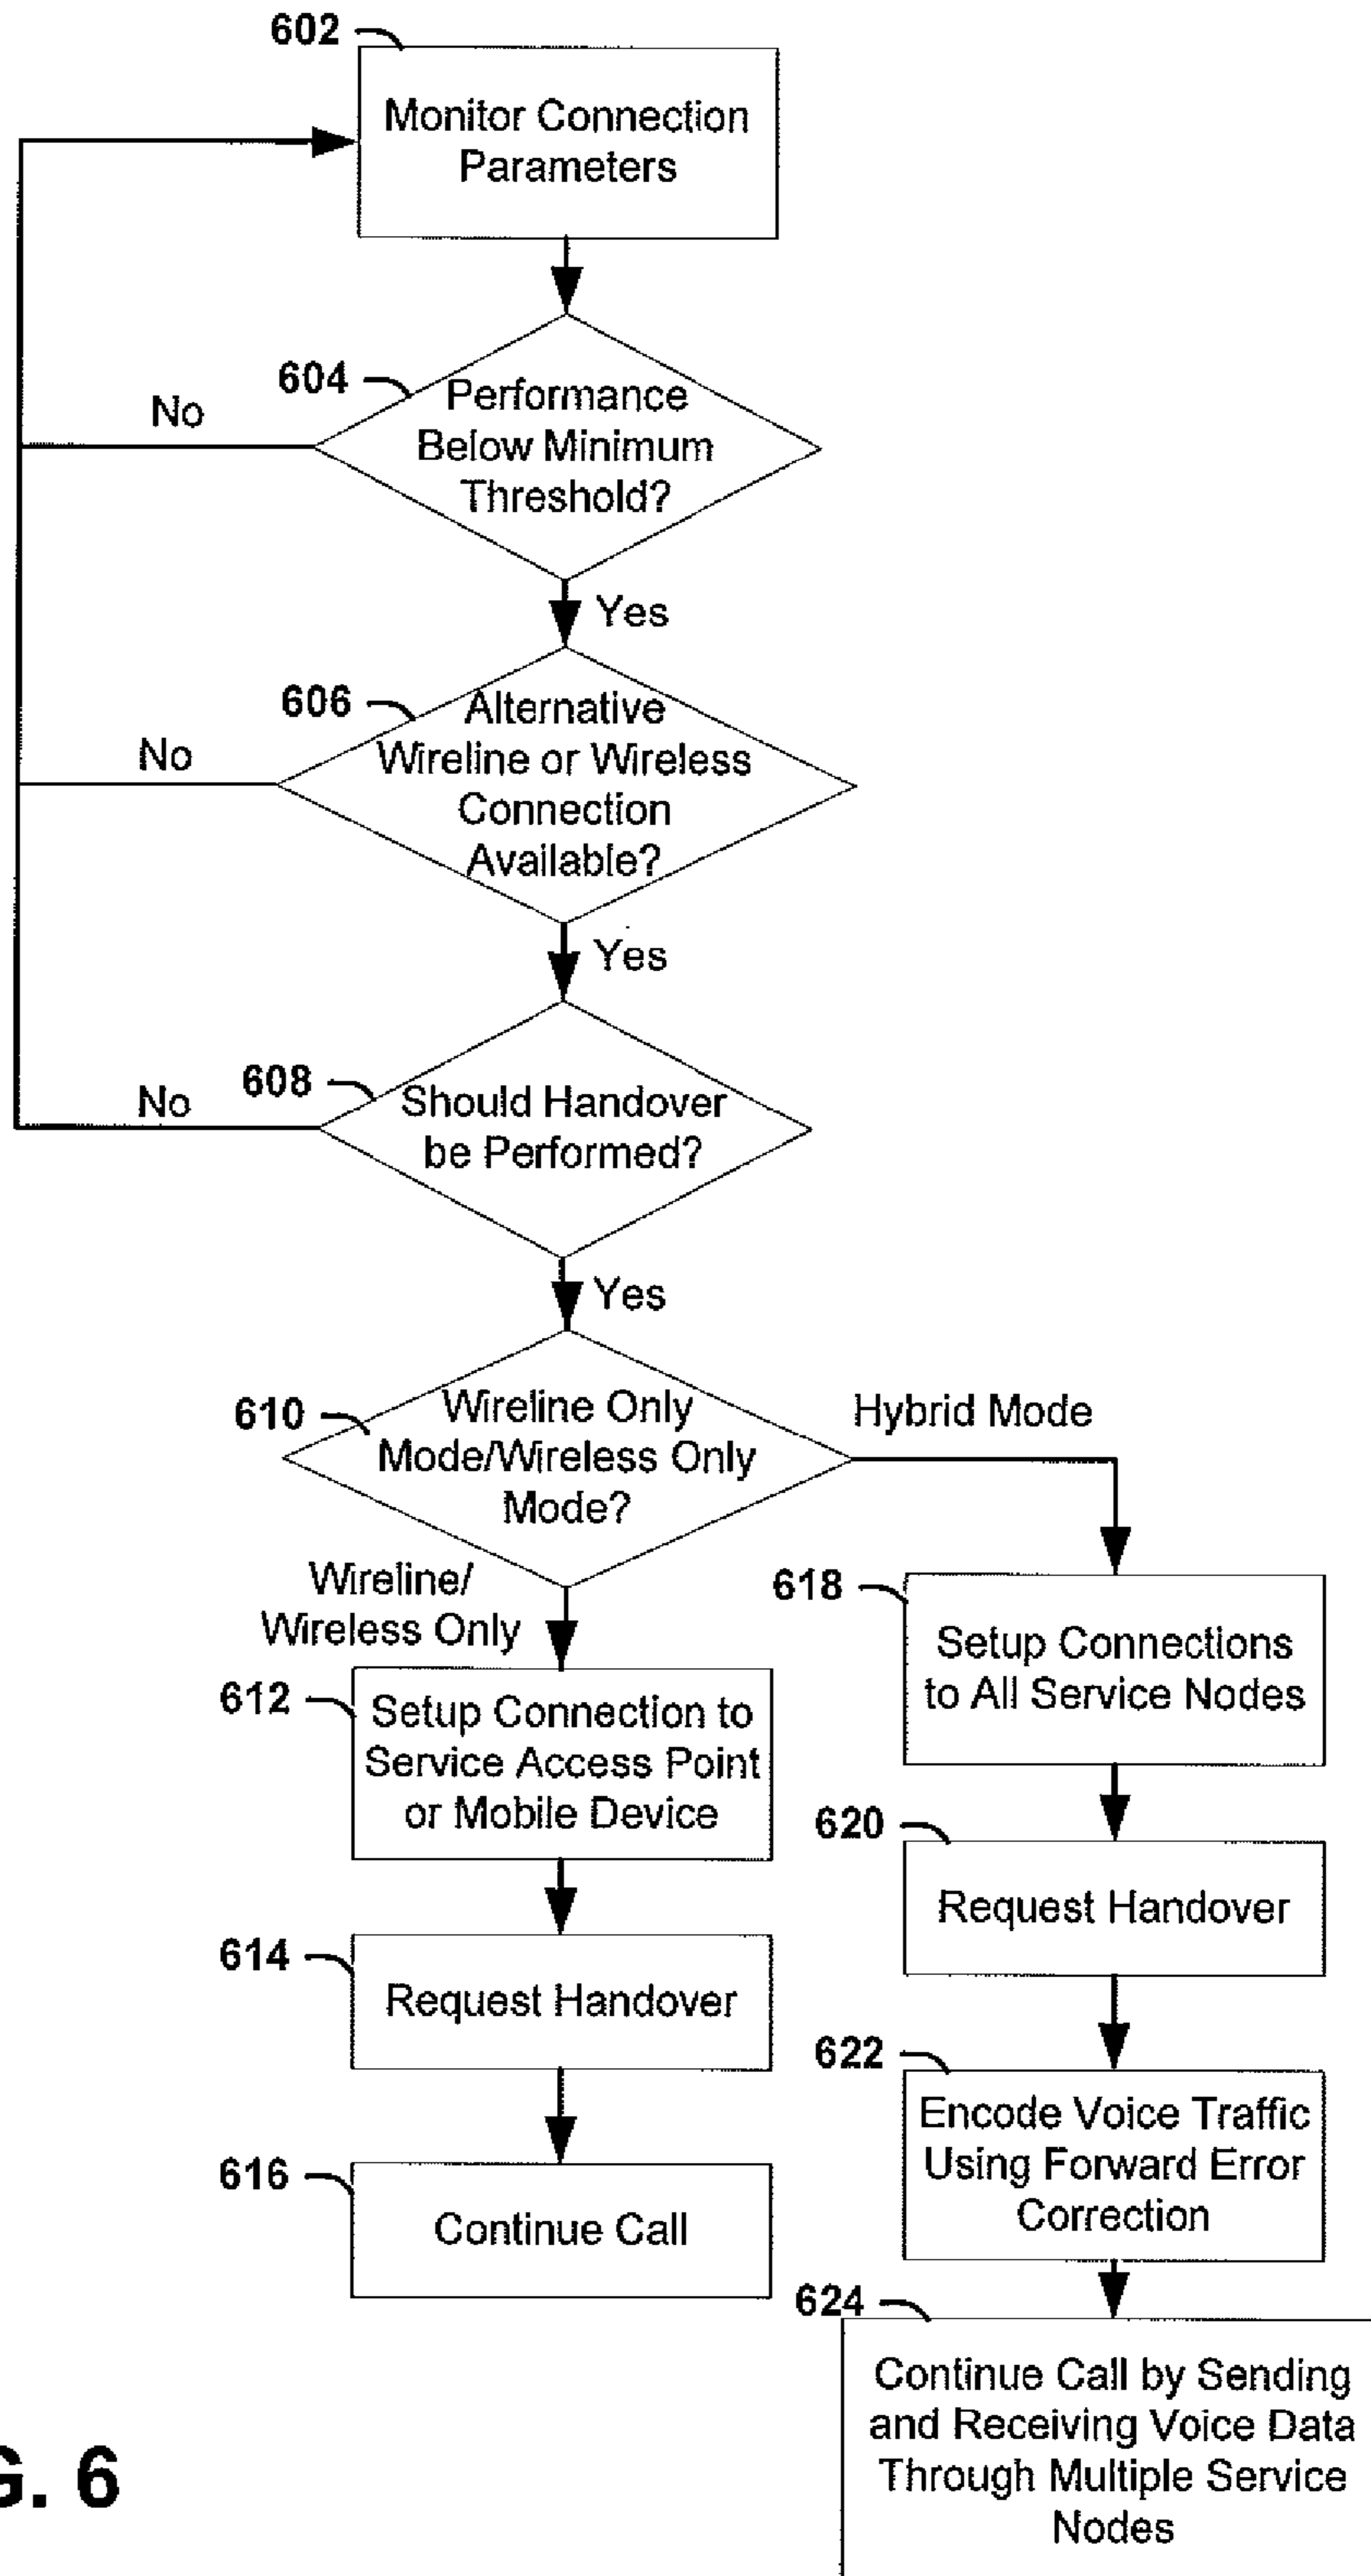 602
Monitor Connection
Parameters
604
Performance
Below Minimum
Threshold?
No
Yes
606
Alternative
Wireline or Wireless
Connection
Available?
No
Yes
608
Should Handover
be Performed?
No
Yes
610
Wireline Only
Mode/Wireless Only
Mode?
Hybrid Mode
Wireline/
Wireless Only
612
Setup Connection to
Service Access Point
or Mobile Device
614
Request Handover
616
Continue Call
618
Setup Connections
to All Service Nodes
620
Request Handover
622
Encode Voice Traffic
Using Forward Error
Correction
624
Continue Call by Sending
and Receiving Voice Data
Through Multiple Service
Nodes
G. 6